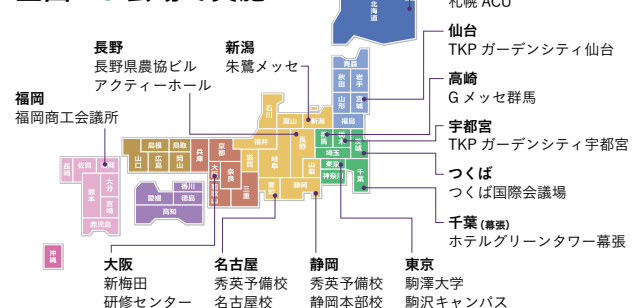 札幌 ACU
北海道
仙台
TKP ガーデンシティ仙台
高崎
G メッセ群馬
宇都宮
TKP ガーデンシティ宇都宮
つくば
つくば国際会議場
千葉 (幕張)
ホテルグリーンタワー幕張
長野
長野県農協ビル
アクティーホール
新潟
朱鷺メッセ
福岡
福岡商工会議所
青森
秋田
岩手
山形
宮城
福島
石川
富山
新潟
福井
長野
岐阜
山梨
静岡
埼玉
東京
神奈川
千葉
茨城
島根
鳥取
山口
広島
岡山
兵庫
京都
滋賀
奈良
三重
香川
愛媛
徳島
高知
長崎
佐賀
大分
熊本
宮崎
鹿児島
沖縄
大阪
新梅田
研修センター
名古屋
秀英予備校
名古屋校
静岡
秀英予備校
静岡本部校
東京
駒澤大学
駒沢キャンパス